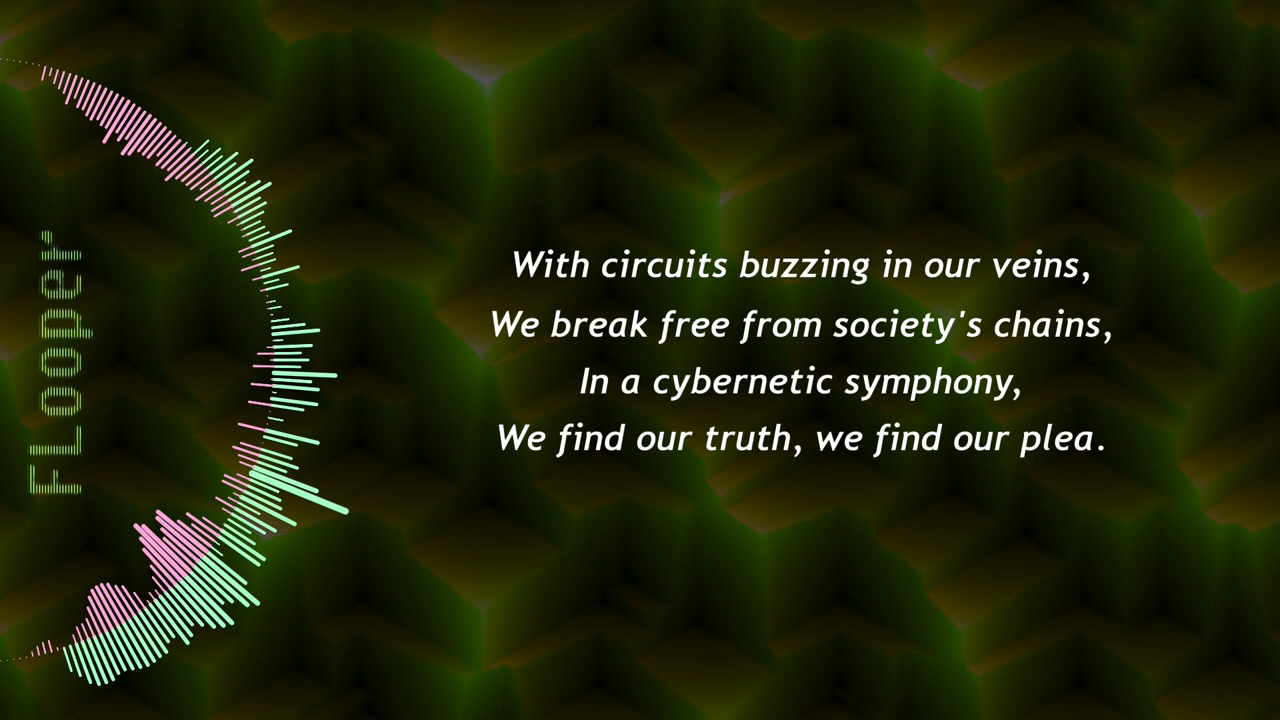 FLooper
With circuits buzzing in our veins,
We break free from society's chains,
In a cybernetic symphony,
We find our truth, we find our plea.